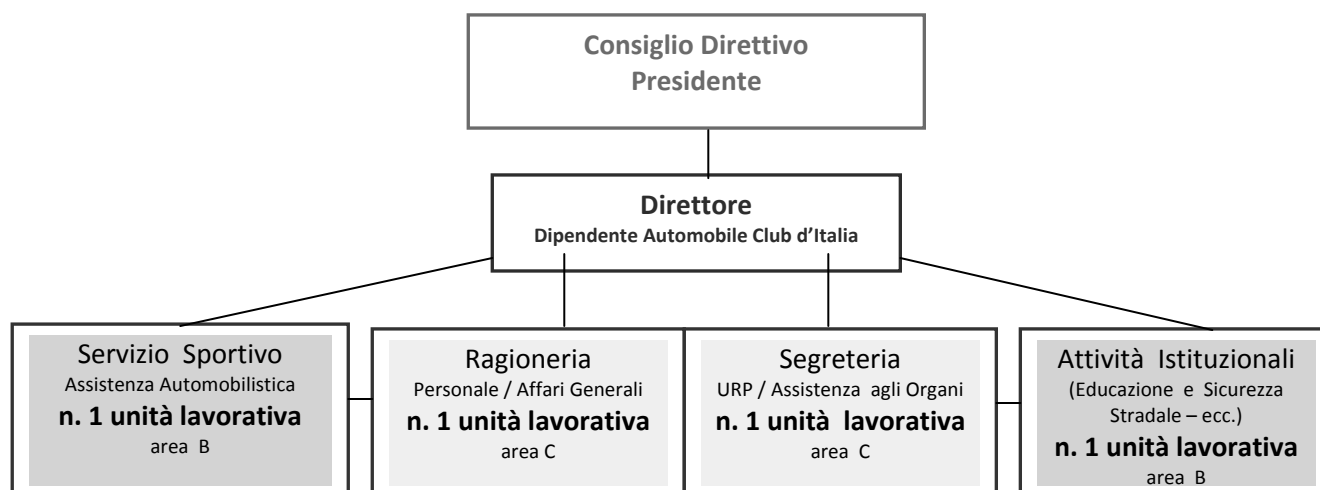 Consiglio Direttivo
Presidente
Direttore
Dipendente Automobile Club d’Italia
Servizio Sportivo
Assistenza Automobilistica
n. 1 unità lavorativa
area B
Ragioneria
Personale / Affari Generali
n. 1 unità lavorativa
area C
Segreteria
URP / Assistenza agli Organi
n. 1 unità lavorativa
area C
Attività Istituzionali
(Educazione e Sicurezza
Stradale – ecc.)
n. 1 unità lavorativa
area B